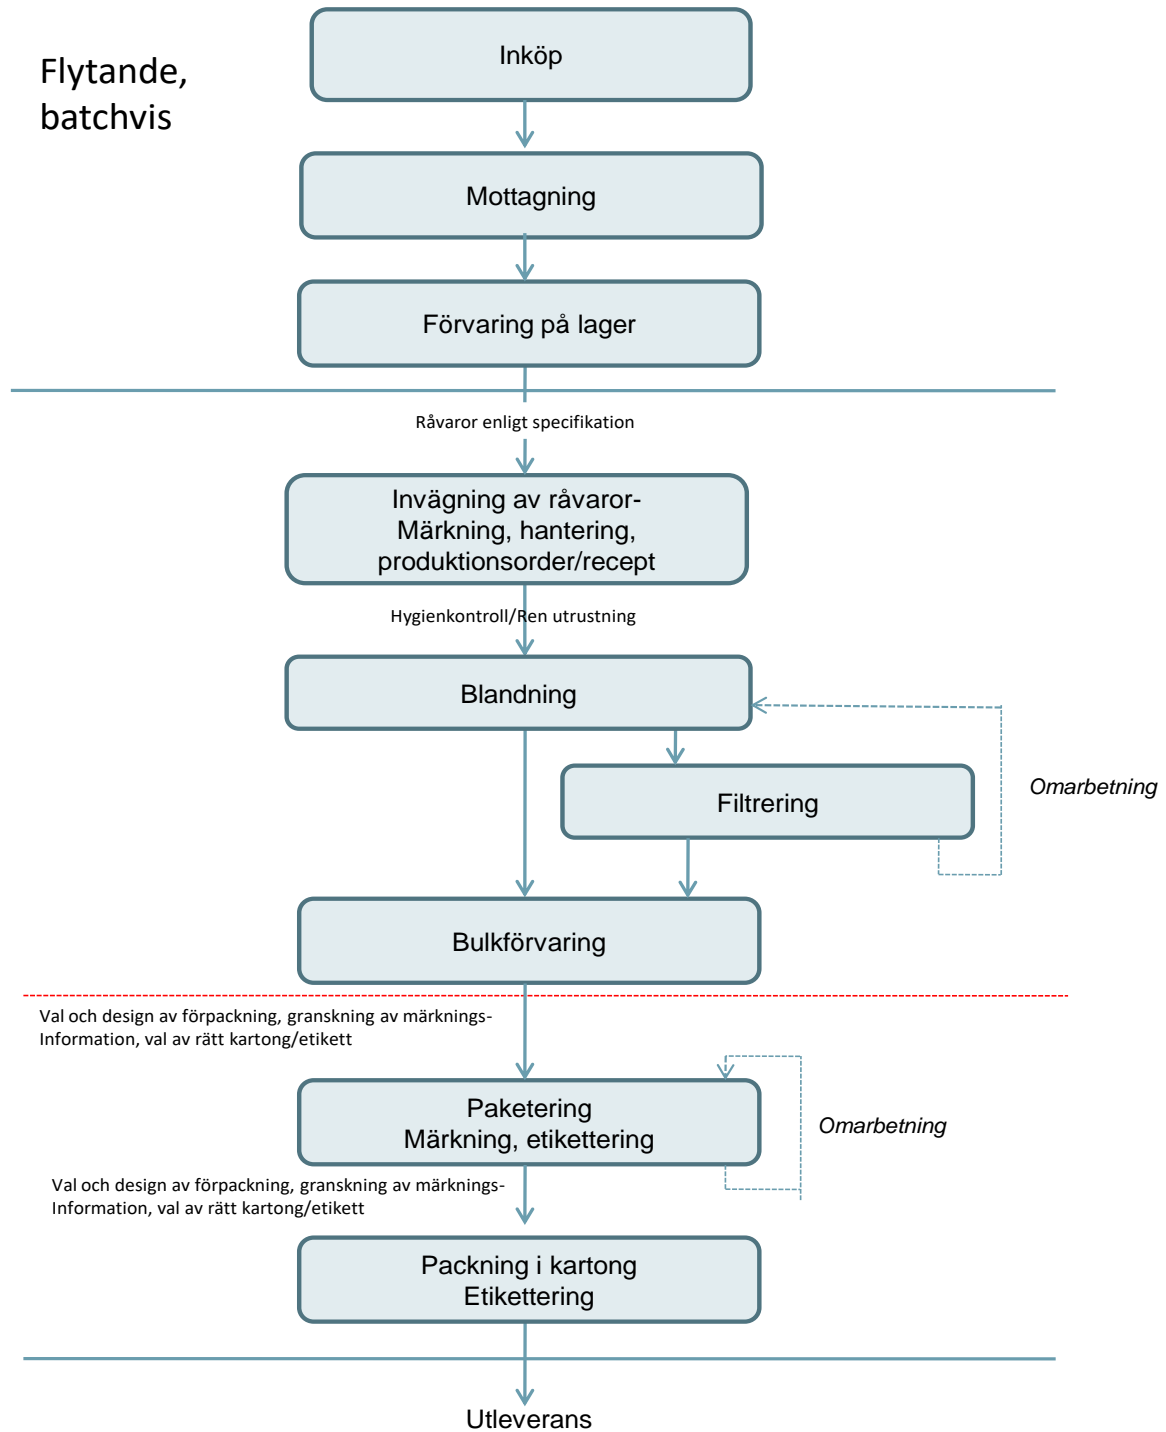 Flytande,
batchvis
Inköp
Mottagning
Förvaring på lager
Råvaror enligt specifikation
Invägning av råvaror-
Märkning, hantering,
produktionsorder/recept
Hygienkontroll/Ren utrustning
Blandning
Filtrering
Omarbetning
Bulkförvaring
Val och design av förpackning, granskning av märknings-
Information, val av rätt kartong/etikett
Paketering
Märkning, etikettering
Omarbetning
Val och design av förpackning, granskning av märknings-
Information, val av rätt kartong/etikett
Packning i kartong
Etikettering
Utleverans